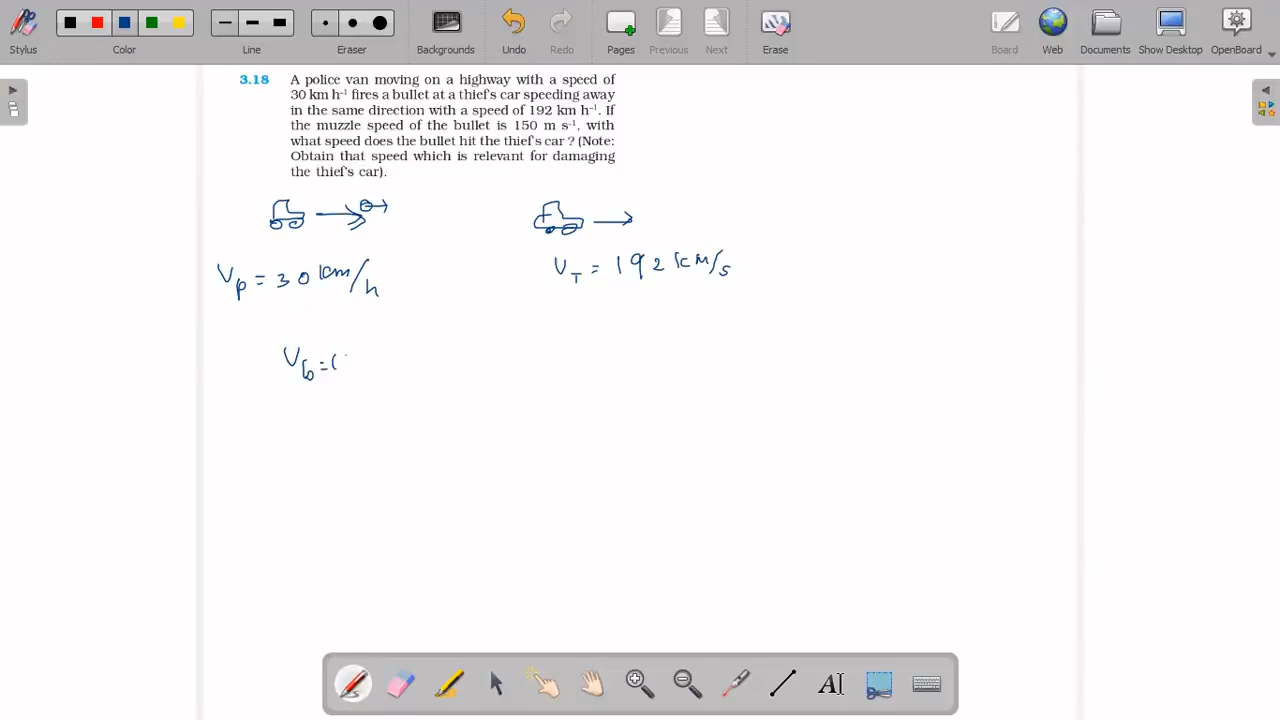 Stylus
Color
Line
Eraser
Backgrounds
Undo
Redo
Pages
Previous
Next
Erase
Board
Web
Documents
Show Desktop
OpenBoard
3.18 A police van moving on a highway with a speed of
30 km h⁻¹ fires a bullet at a thief's car speeding away
in the same direction with a speed of 192 km h⁻¹. If
the muzzle speed of the bullet is 150 m s⁻¹, with
what speed does the bullet hit the thief's car ? (Note:
Obtain that speed which is relevant for damaging
the thief's car).
Vp = 30 km/h
VT = 192 km/s
Vb = (
AI